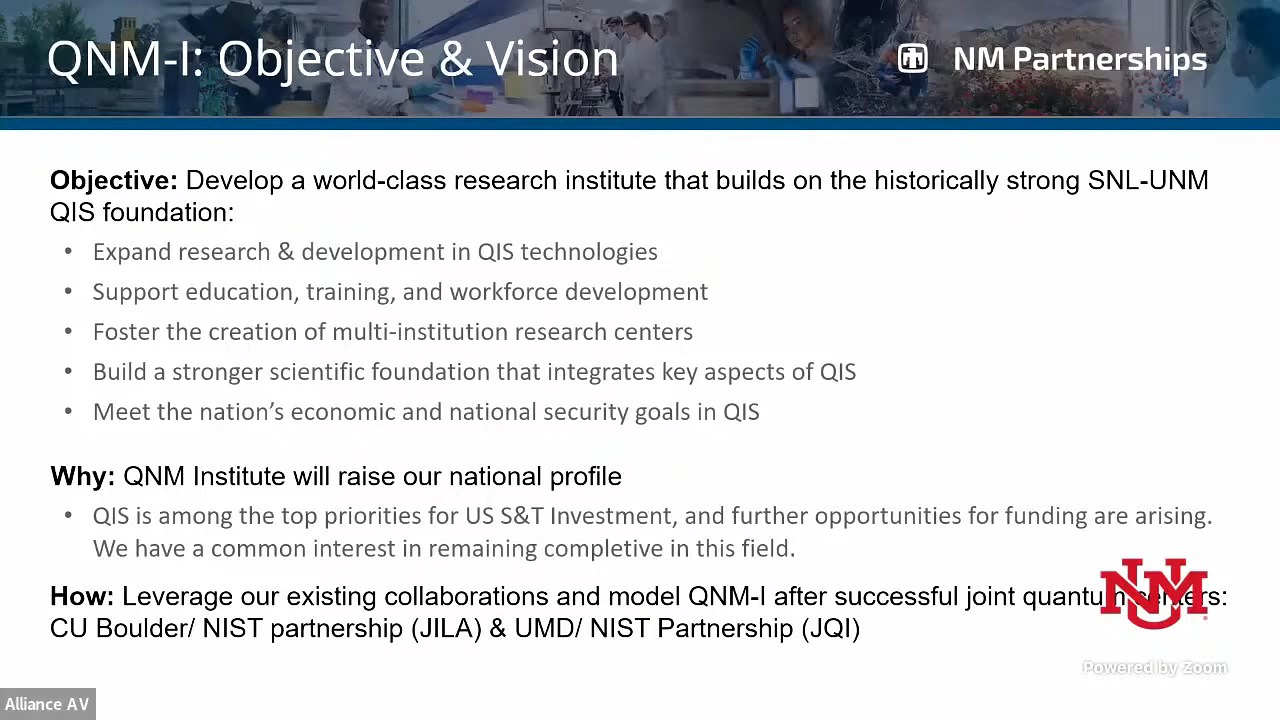 QNM-I: Objective & Vision
NM Partnerships
Objective: Develop a world-class research institute that builds on the historically strong SNL-UNM
QIS foundation:
• Expand research & development in QIS technologies
• Support education, training, and workforce development
• Foster the creation of multi-institution research centers
• Build a stronger scientific foundation that integrates key aspects of QIS
• Meet the nation’s economic and national security goals in QIS
Why: QNM Institute will raise our national profile
• QIS is among the top priorities for US S&T Investment, and further opportunities for funding are arising.
We have a common interest in remaining completive in this field.
How: Leverage our existing collaborations and model QNM-I after successful joint quantum centers:
CU Boulder/ NIST partnership (JILA) & UMD/ NIST Partnership (JQI)
UNM
Powered by Zoom
Alliance AV